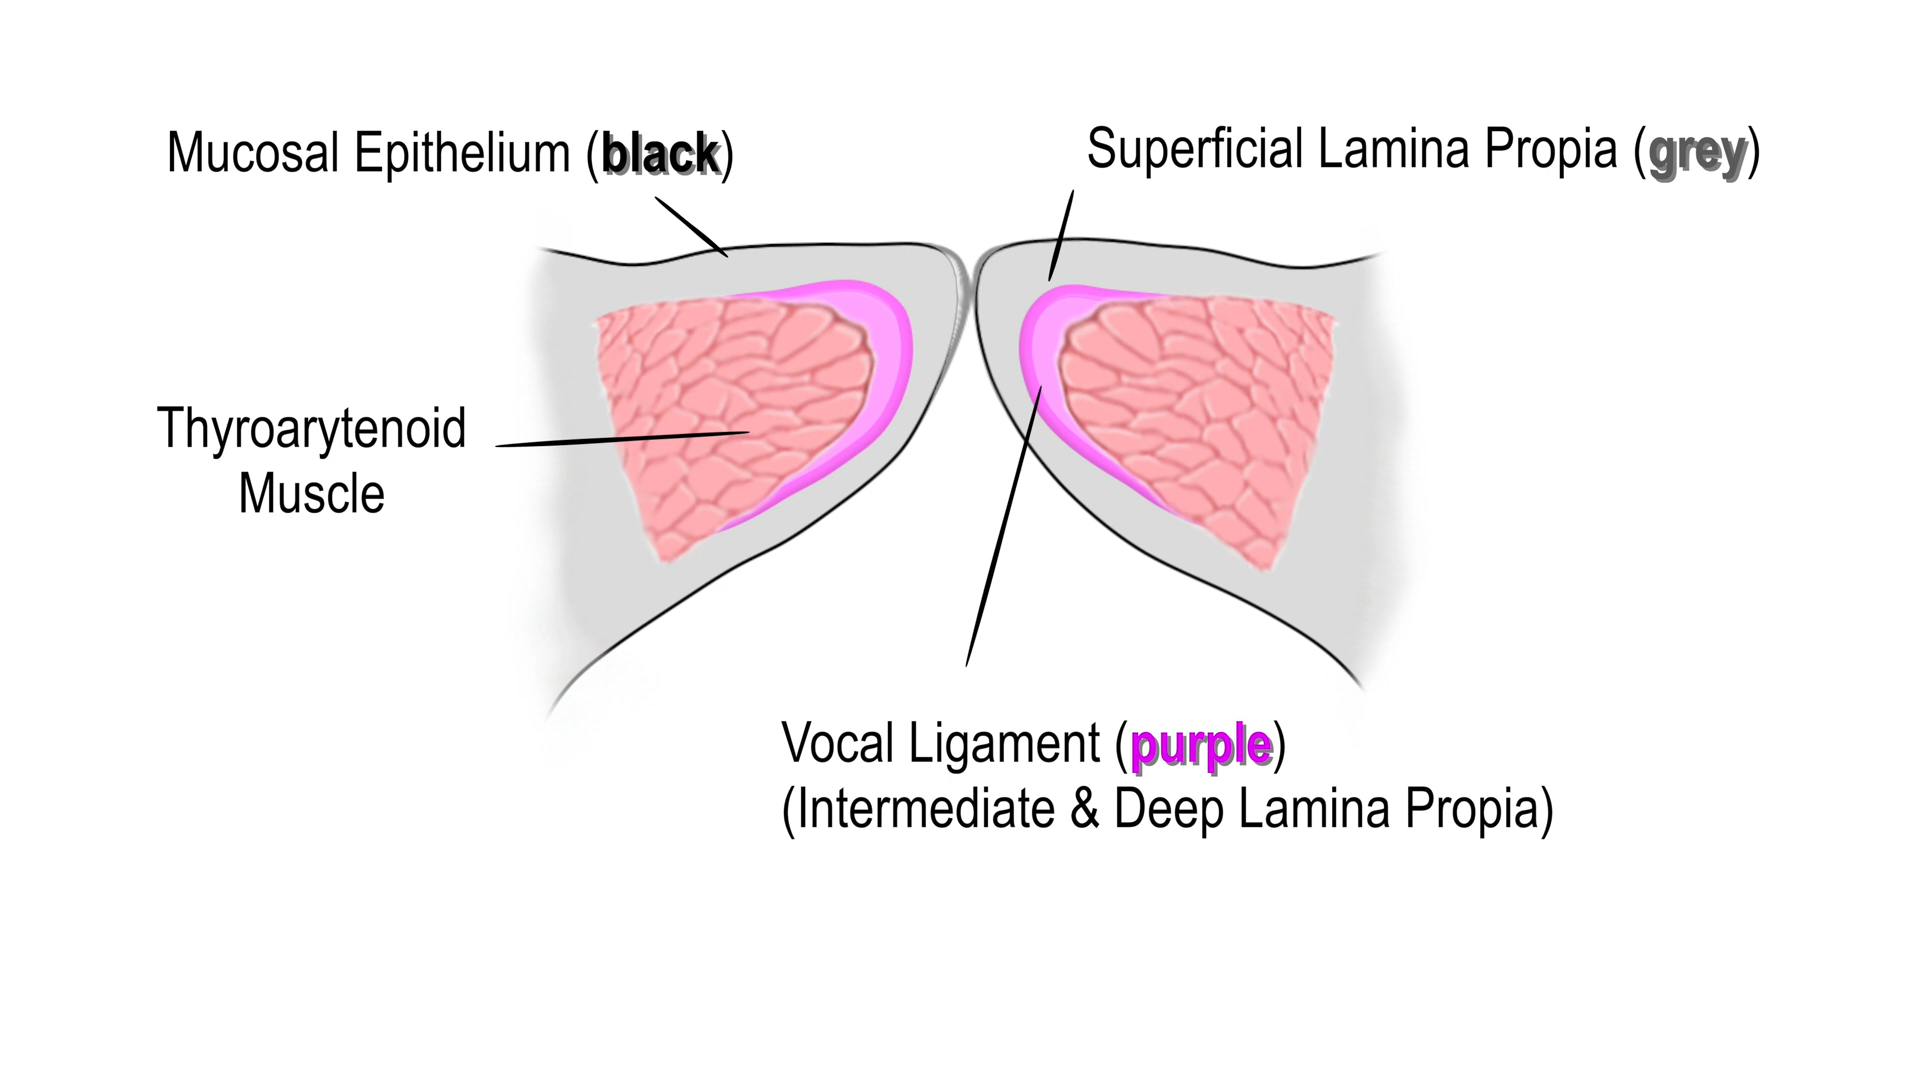 Mucosal Epithelium (black)
Superficial Lamina Propia (grey)
Thyroarytenoid
Muscle
Vocal Ligament (purple)
(Intermediate & Deep Lamina Propia)